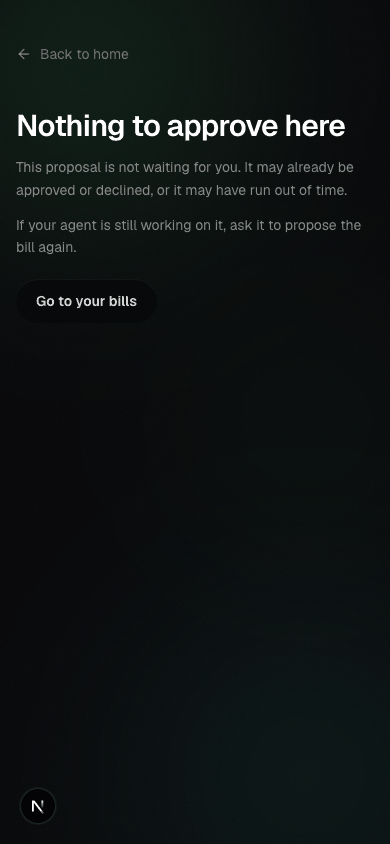 Back to home
Nothing to approve here
This proposal is not waiting for you. It may already be
approved or declined, or it may have run out of time.
If your agent is still working on it, ask it to propose the
bill again.
Go to your bills
N